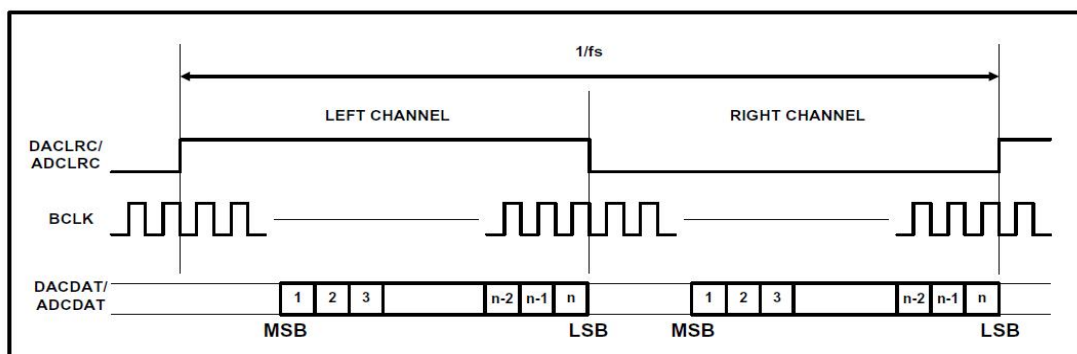 1/fs
LEFT CHANNEL
RIGHT CHANNEL
DACLRC/
ADCLRC
BCLK
DACDAT/
ADCDAT
1 2 3 n-2 n-1 n 1 2 3 n-2 n-1 n
MSB LSB MSB LSB